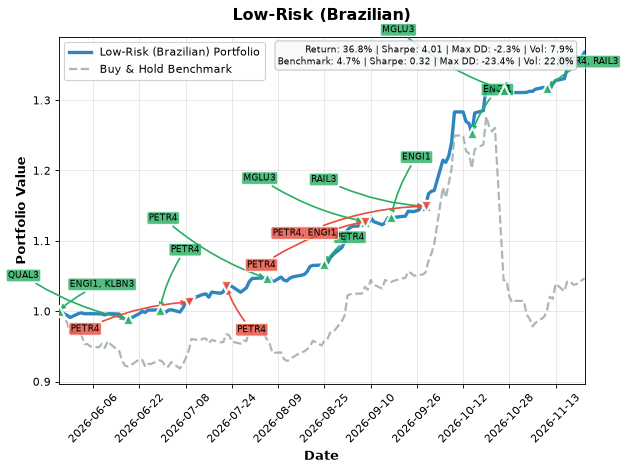 Low-Risk (Brazilian)
MGLU3
Low-Risk (Brazilian) Portfolio
Buy & Hold Benchmark
Return: 36.8% | Sharpe: 4.01 | Max DD: -2.3% | Vol: 7.9%
Benchmark: 4.7% | Sharpe: 0.32 | Max DD: -23.4% | Vol: 22.0%
R4, RAIL3
1.3
ENGI1
ENGI1
1.2
MGLU3
RAIL3
PETR4
PETR4, ENGI1
PETR4
1.1
PETR4
PETR4
QUAL3
ENGI1, KLBN3
1.0
PETR4
PETR4
0.9
Portfolio Value
2026-06-06
2026-06-22
2026-07-08
2026-07-24
2026-08-09
2026-08-25
2026-09-10
2026-09-26
2026-10-12
2026-10-28
2026-11-13
Date